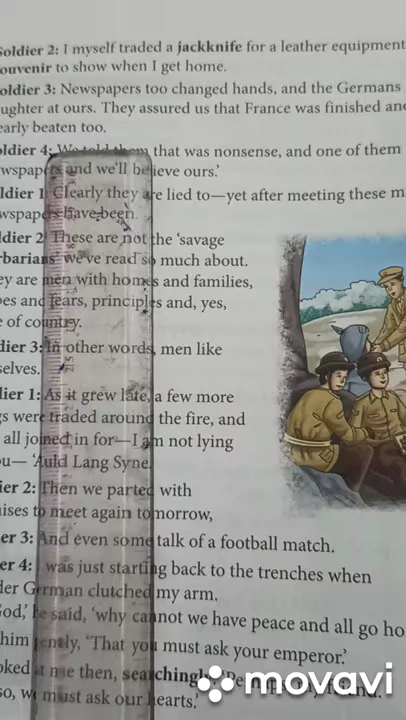 Soldier 2: I myself traded a jackknife for a leather equipment
ouvenir to show when I get home.
oldier 3: Newspapers too changed hands, and the Germans
ughter at ours. They assured us that France was finished and
early beaten too.
oldier 4: We told them that was nonsense, and one of them
wspapers and we'll believe ours.'
ldier 1: Clearly they are lied to—yet after meeting these m
wspapers have been.
ldier 2: These are not the 'savage
rbarians' we've read so much about.
ey are men with homes and families,
pes and fears, principles and, yes,
e of country.
dier 3: In other words, men like
selves.
lier 1: As it grew late, a few more
gs were traded around the fire, and
all joined in for—I am not lying
ou— 'Auld Lang Syne.
ier 2: Then we parted with
ises to meet again tomorrow,
er 3: And even some talk of a football match.
er 4: I was just starting back to the trenches when
der German clutched my arm.
God,' he said, 'why cannot we have peace and all go ho
him gently, 'That you must ask your emperor.'
oked at me then, searchingly.
so, we must ask our hearts.'
movavi